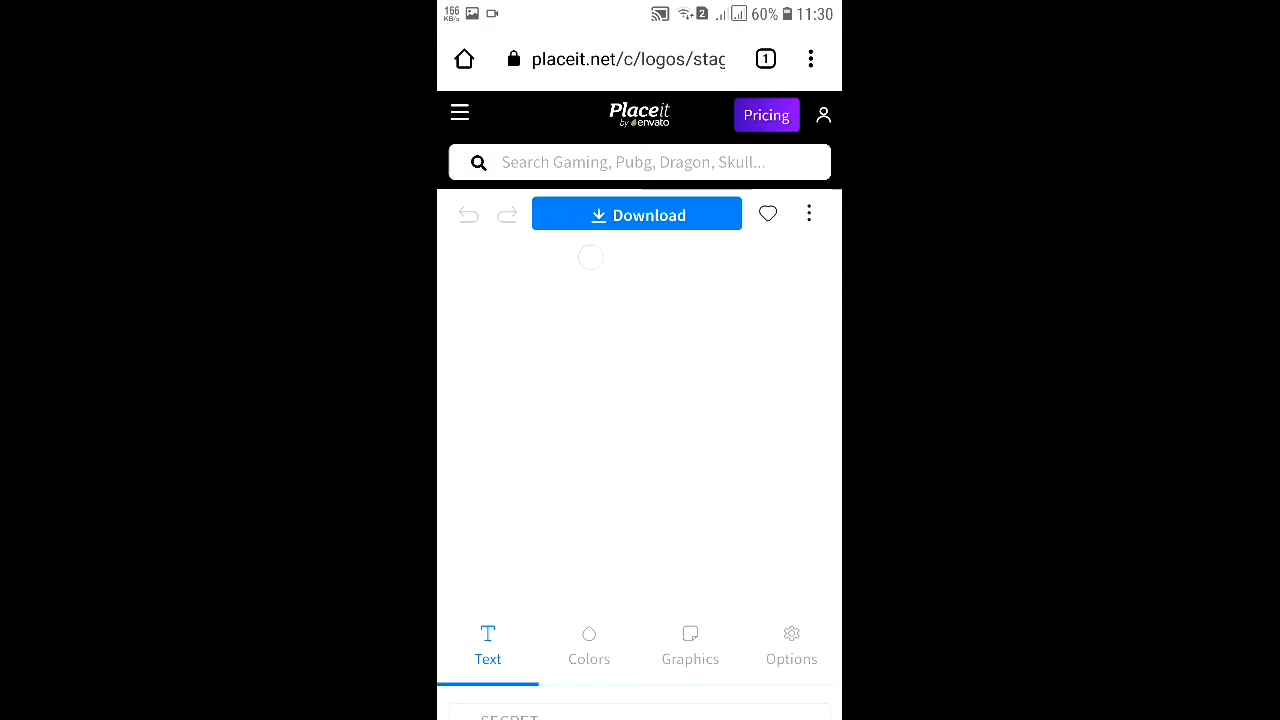 166
KB/s
2
60%
11:30
placeit.net/c/logos/stag
1
Placeit
by envato
Pricing
Search Gaming, Pubg, Dragon, Skull...
Download
Text
Colors
Graphics
Options
SECRET